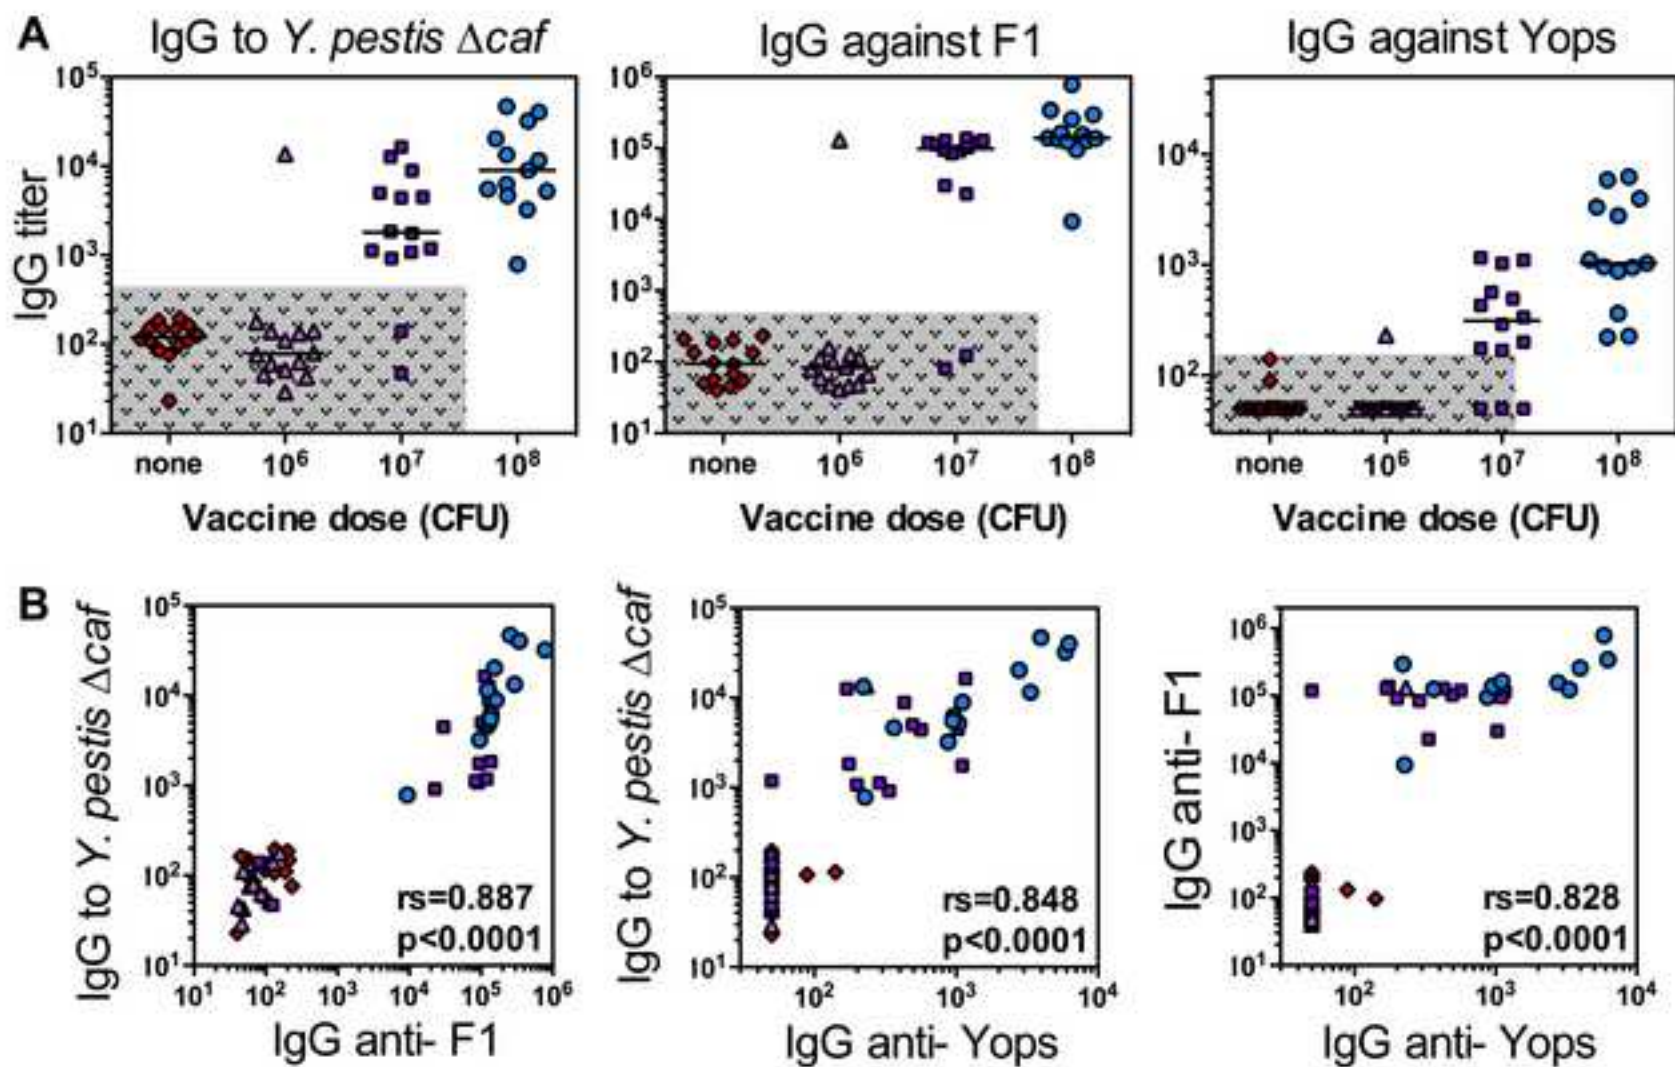 A
IgG to Y. pestis Δcaf
IgG against F1
IgG against Yops
IgG titer
10⁵
10⁴
10³
10²
10¹
none
10⁶
10⁷
10⁸
Vaccine dose (CFU)
10⁶
10⁵
10⁴
10³
10²
10¹
none
10⁶
10⁷
10⁸
Vaccine dose (CFU)
10⁴
10³
10²
none
10⁶
10⁷
10⁸
Vaccine dose (CFU)
B
IgG to Y. pestis Δcaf
10⁵
10⁴
10³
10²
10¹
rs=0.887
p<0.0001
10¹
10²
10³
10⁴
10⁵
10⁶
IgG anti- F1
IgG to Y. pestis Δcaf
10⁵
10⁴
10³
10²
10¹
rs=0.848
p<0.0001
10²
10³
10⁴
IgG anti- Yops
IgG anti- F1
10⁶
10⁵
10⁴
10³
10²
10¹
rs=0.828
p<0.0001
10²
10³
10⁴
IgG anti- Yops